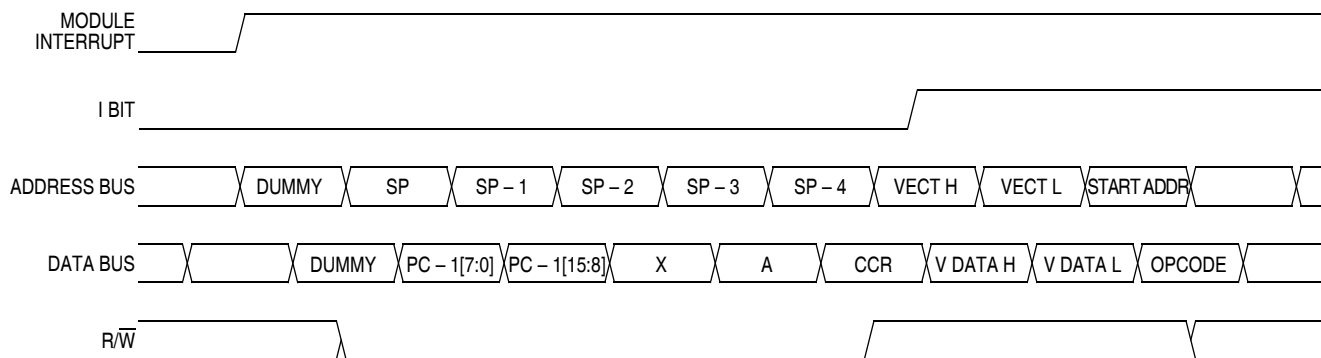 MODULE
INTERRUPT
I BIT
ADDRESS BUS DUMMY SP SP – 1 SP – 2 SP – 3 SP – 4 VECT H VECT L START ADDR
DATA BUS DUMMY PC – 1[7:0] PC – 1[15:8] X A CCR V DATA H V DATA L OPCODE
R/W̅